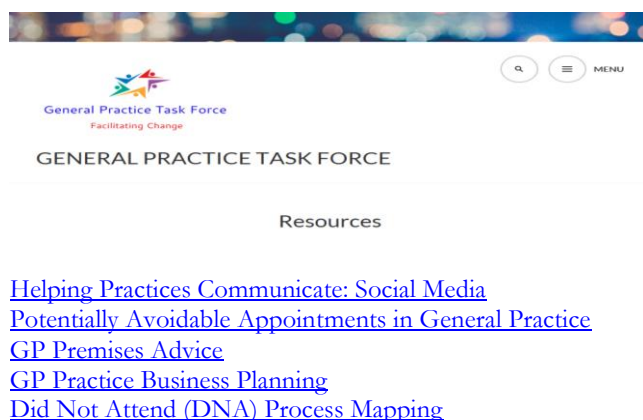 MENU
General Practice Task Force
Facilitating Change
GENERAL PRACTICE TASK FORCE
Resources
Helping Practices Communicate: Social Media
Potentially Avoidable Appointments in General Practice
GP Premises Advice
GP Practice Business Planning
Did Not Attend (DNA) Process Mapping